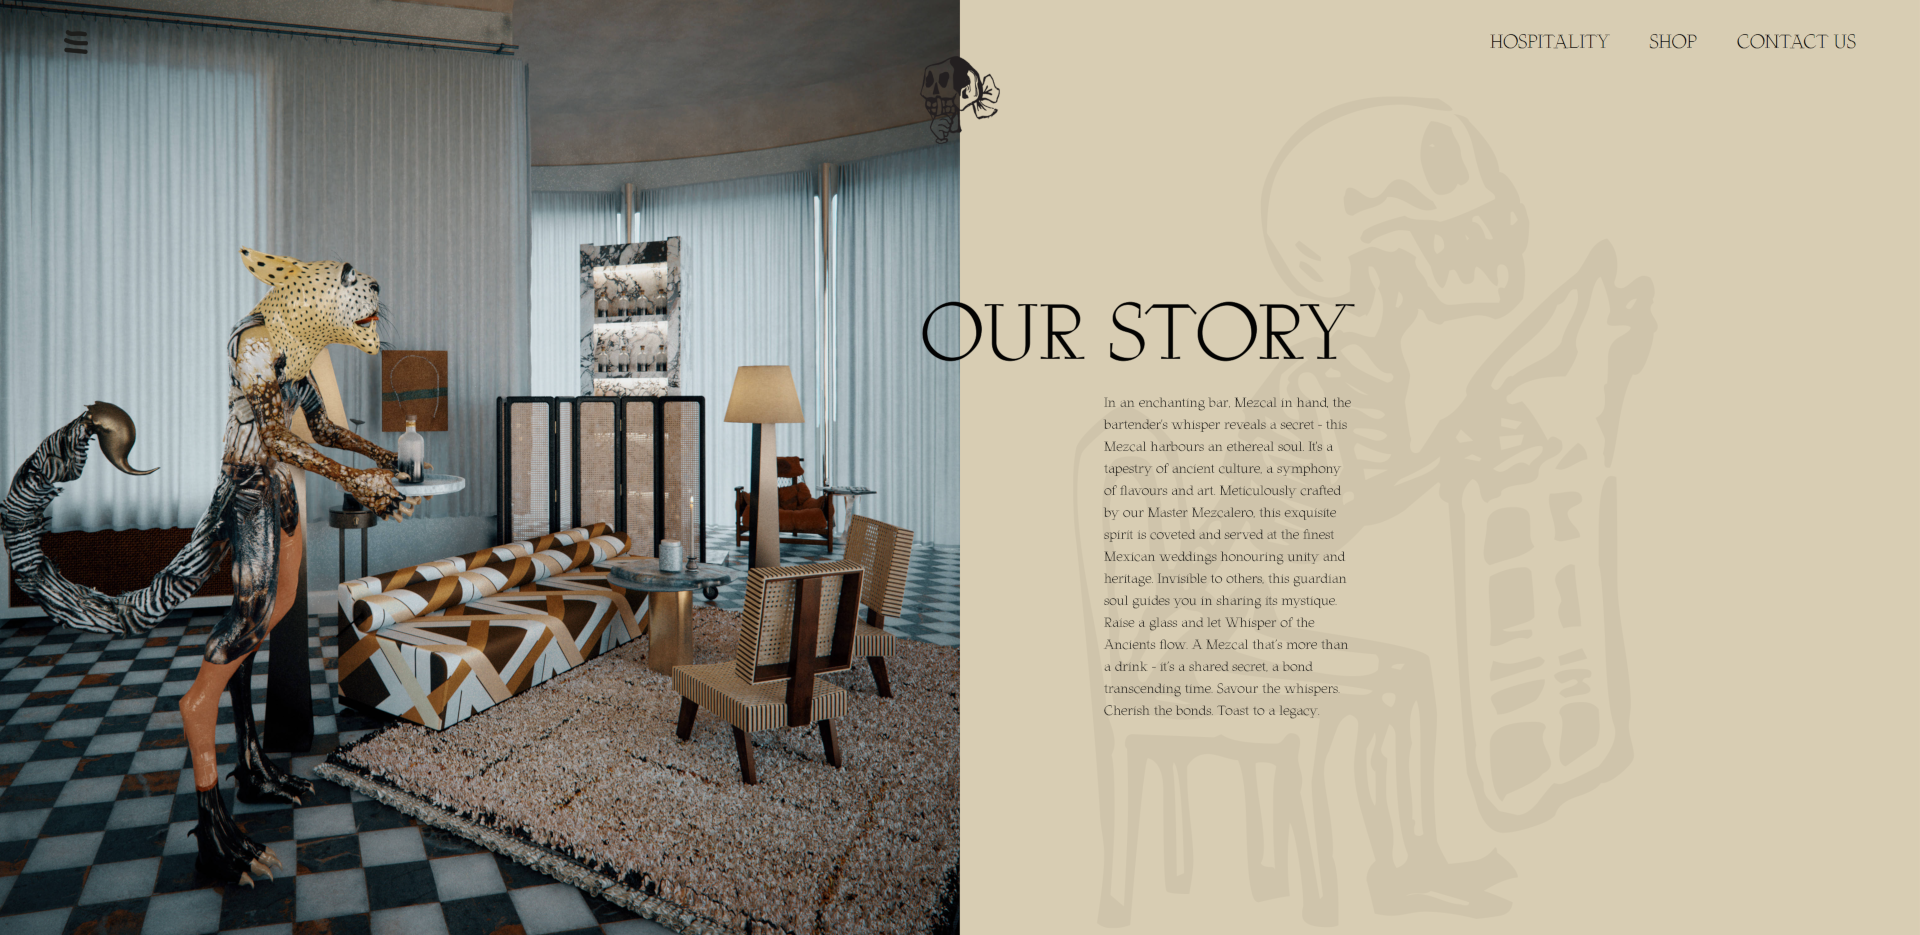 HOSPITALITY SHOP CONTACT US
OUR STORY
In an enchanting bar, Mezcal in hand, the
bartender's whisper reveals a secret - this
Mezcal harbours an ethereal soul. It's a
tapestry of ancient culture, a symphony
of flavours and art. Meticulously crafted
by our Master Mezcalero, this exquisite
spirit is coveted and served at the finest
Mexican weddings honouring unity and
heritage. Invisible to others, this guardian
soul guides you in sharing its mystique.
Raise a glass and let Whisper of the
Ancients flow. A Mezcal that's more than
a drink - it's a shared secret, a bond
transcending time. Savour the whispers.
Cherish the bonds. Toast to a legacy.